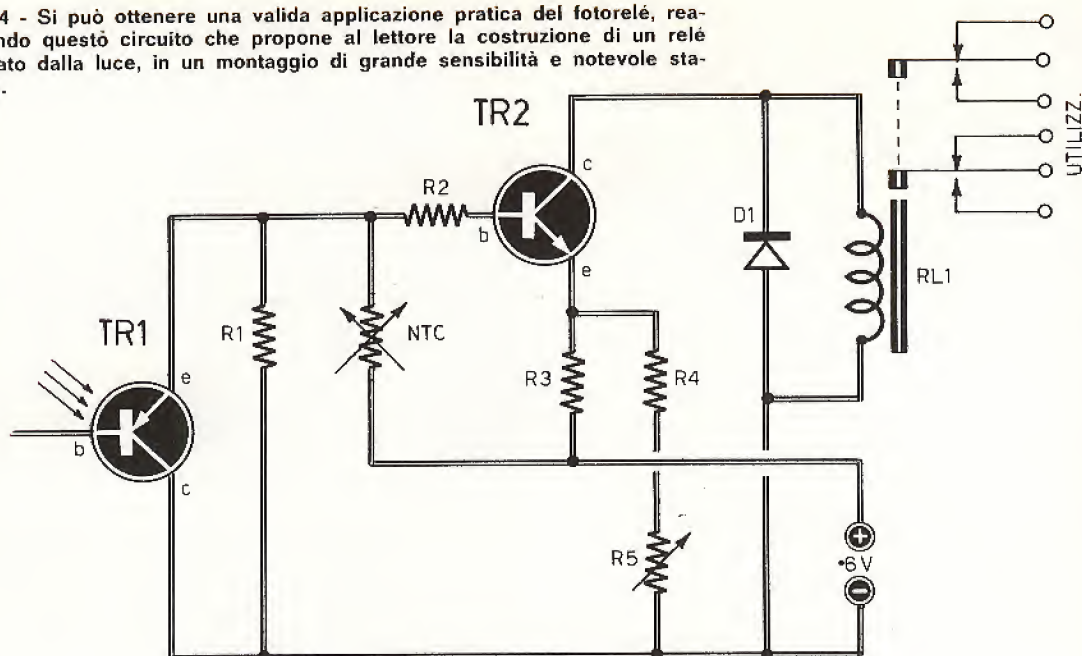 4 - Si può ottenere una valida applicazione pratica del fotorelé, rea-
ndo questo circuito che propone al lettore la costruzione di un relé
ato dalla luce, in un montaggio di grande sensibilità e notevole sta-
.
TR2
c
R2
b
e
D1
RL1
UTILIZZ.
TR1
R1
NTC
R3
R4
e
b
c
R5
+
6V
-